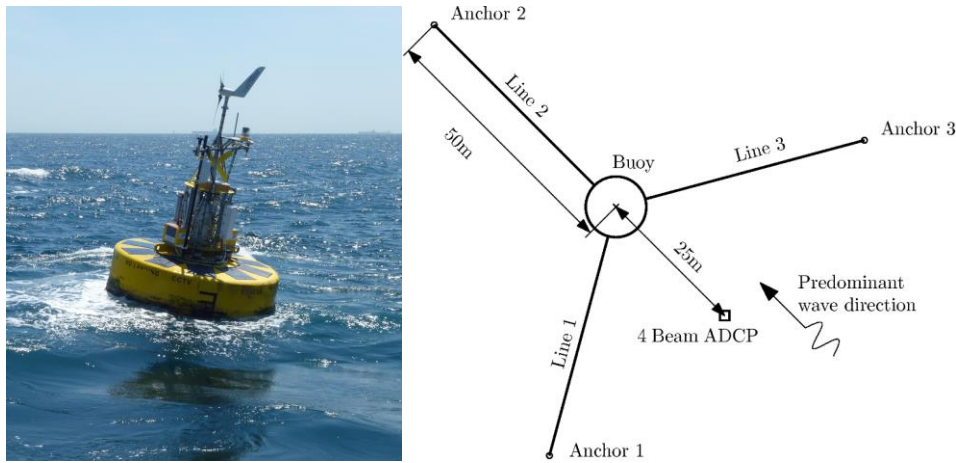 Anchor 2
Line 2
50m
Anchor 3
Line 3
Buoy
25m
Predominant
wave direction
4 Beam ADCP
Line 1
Anchor 1